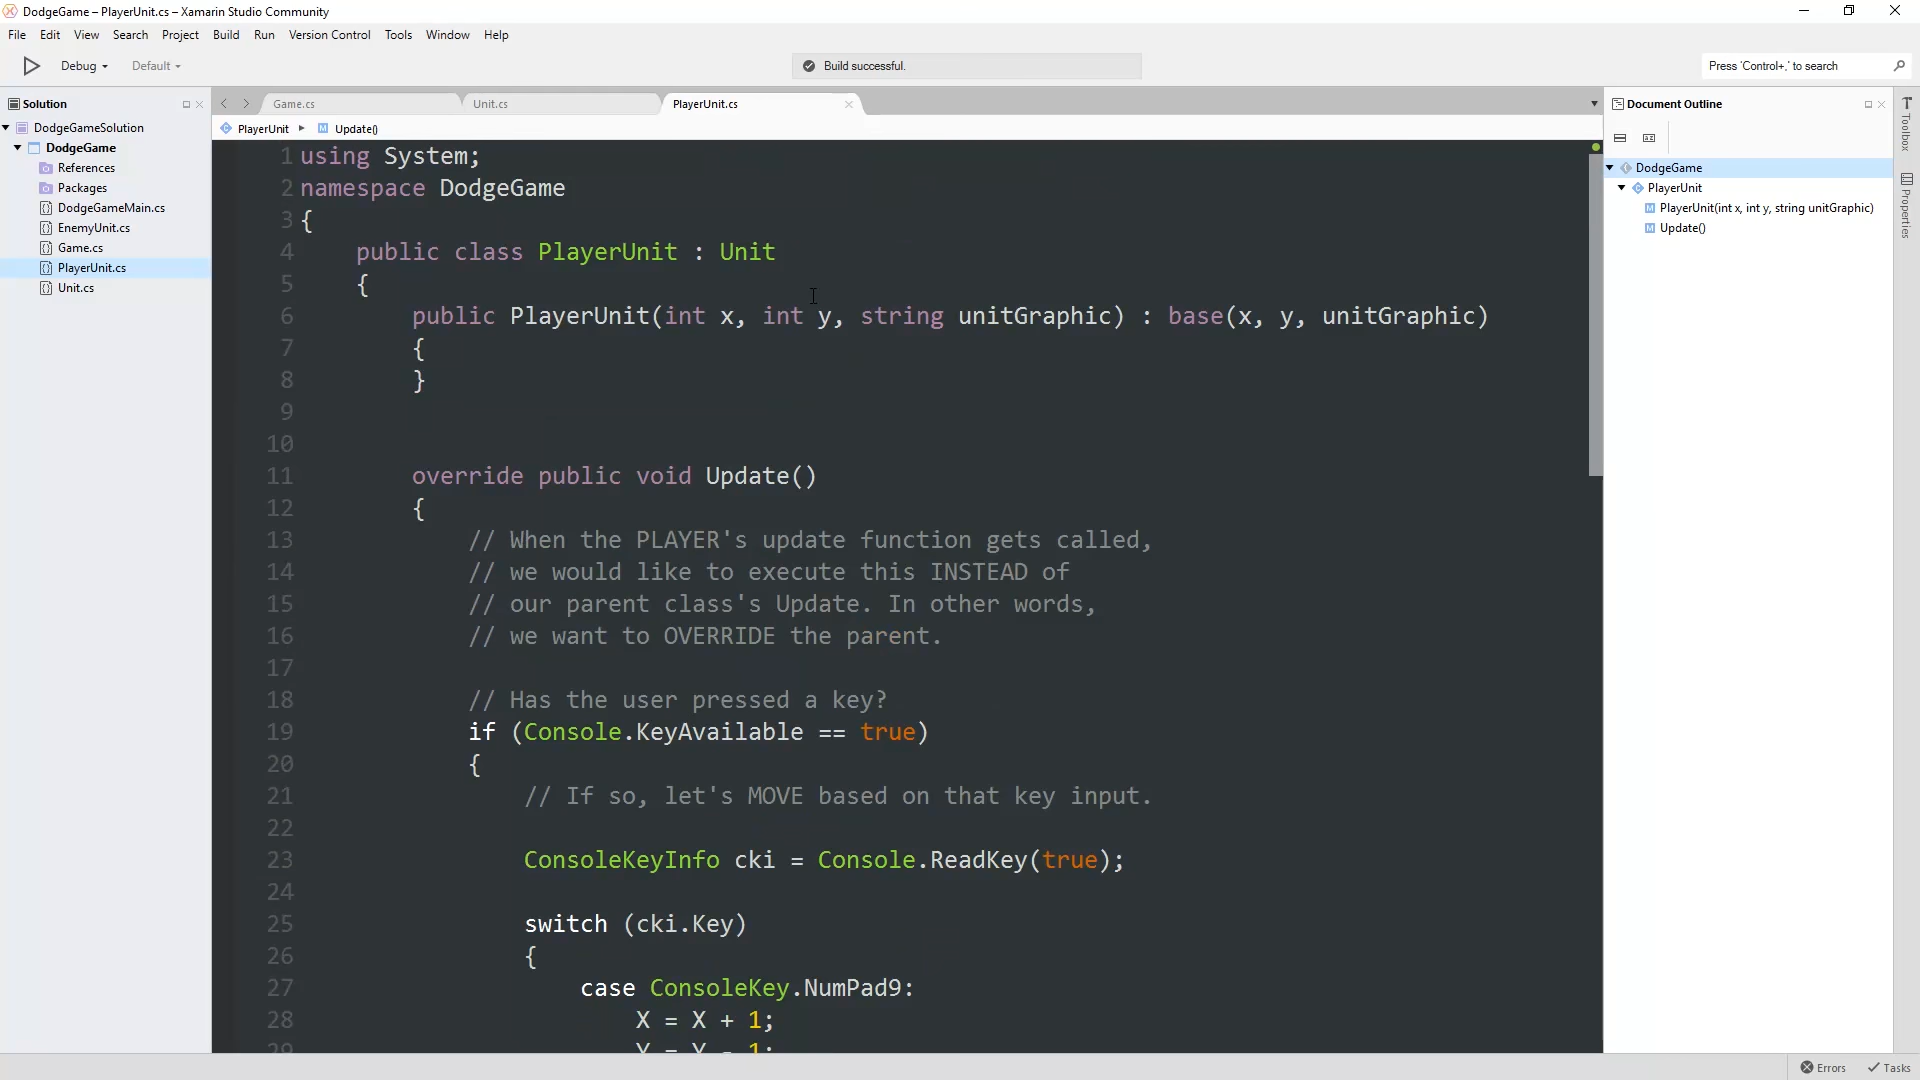 DodgeGame – PlayerUnit.cs – Xamarin Studio Community
File Edit View Search Project Build Run Version Control Tools Window Help
Debug Default Build successful. Press 'Control+,' to search
Solution
DodgeGameSolution
DodgeGame
References
Packages
DodgeGameMain.cs
EnemyUnit.cs
Game.cs
PlayerUnit.cs
Unit.cs
Game.cs Unit.cs PlayerUnit.cs
PlayerUnit Update()
1 using System;
2 namespace DodgeGame
3 {
4 public class PlayerUnit : Unit
5 {
6 public PlayerUnit(int x, int y, string unitGraphic) : base(x, y, unitGraphic)
7 {
8 }
9
10
11 override public void Update()
12 {
13 // When the PLAYER's update function gets called,
14 // we would like to execute this INSTEAD of
15 // our parent class's Update. In other words,
16 // we want to OVERRIDE the parent.
17
18 // Has the user pressed a key?
19 if (Console.KeyAvailable == true)
20 {
21 // If so, let's MOVE based on that key input.
22
23 ConsoleKeyInfo cki = Console.ReadKey(true);
24
25 switch (cki.Key)
26 {
27 case ConsoleKey.NumPad9:
28 X = X + 1;
29 Y = Y - 1;
Document Outline
DodgeGame
PlayerUnit
PlayerUnit(int x, int y, string unitGraphic)
Update()
Toolbox
Properties
Errors Tasks